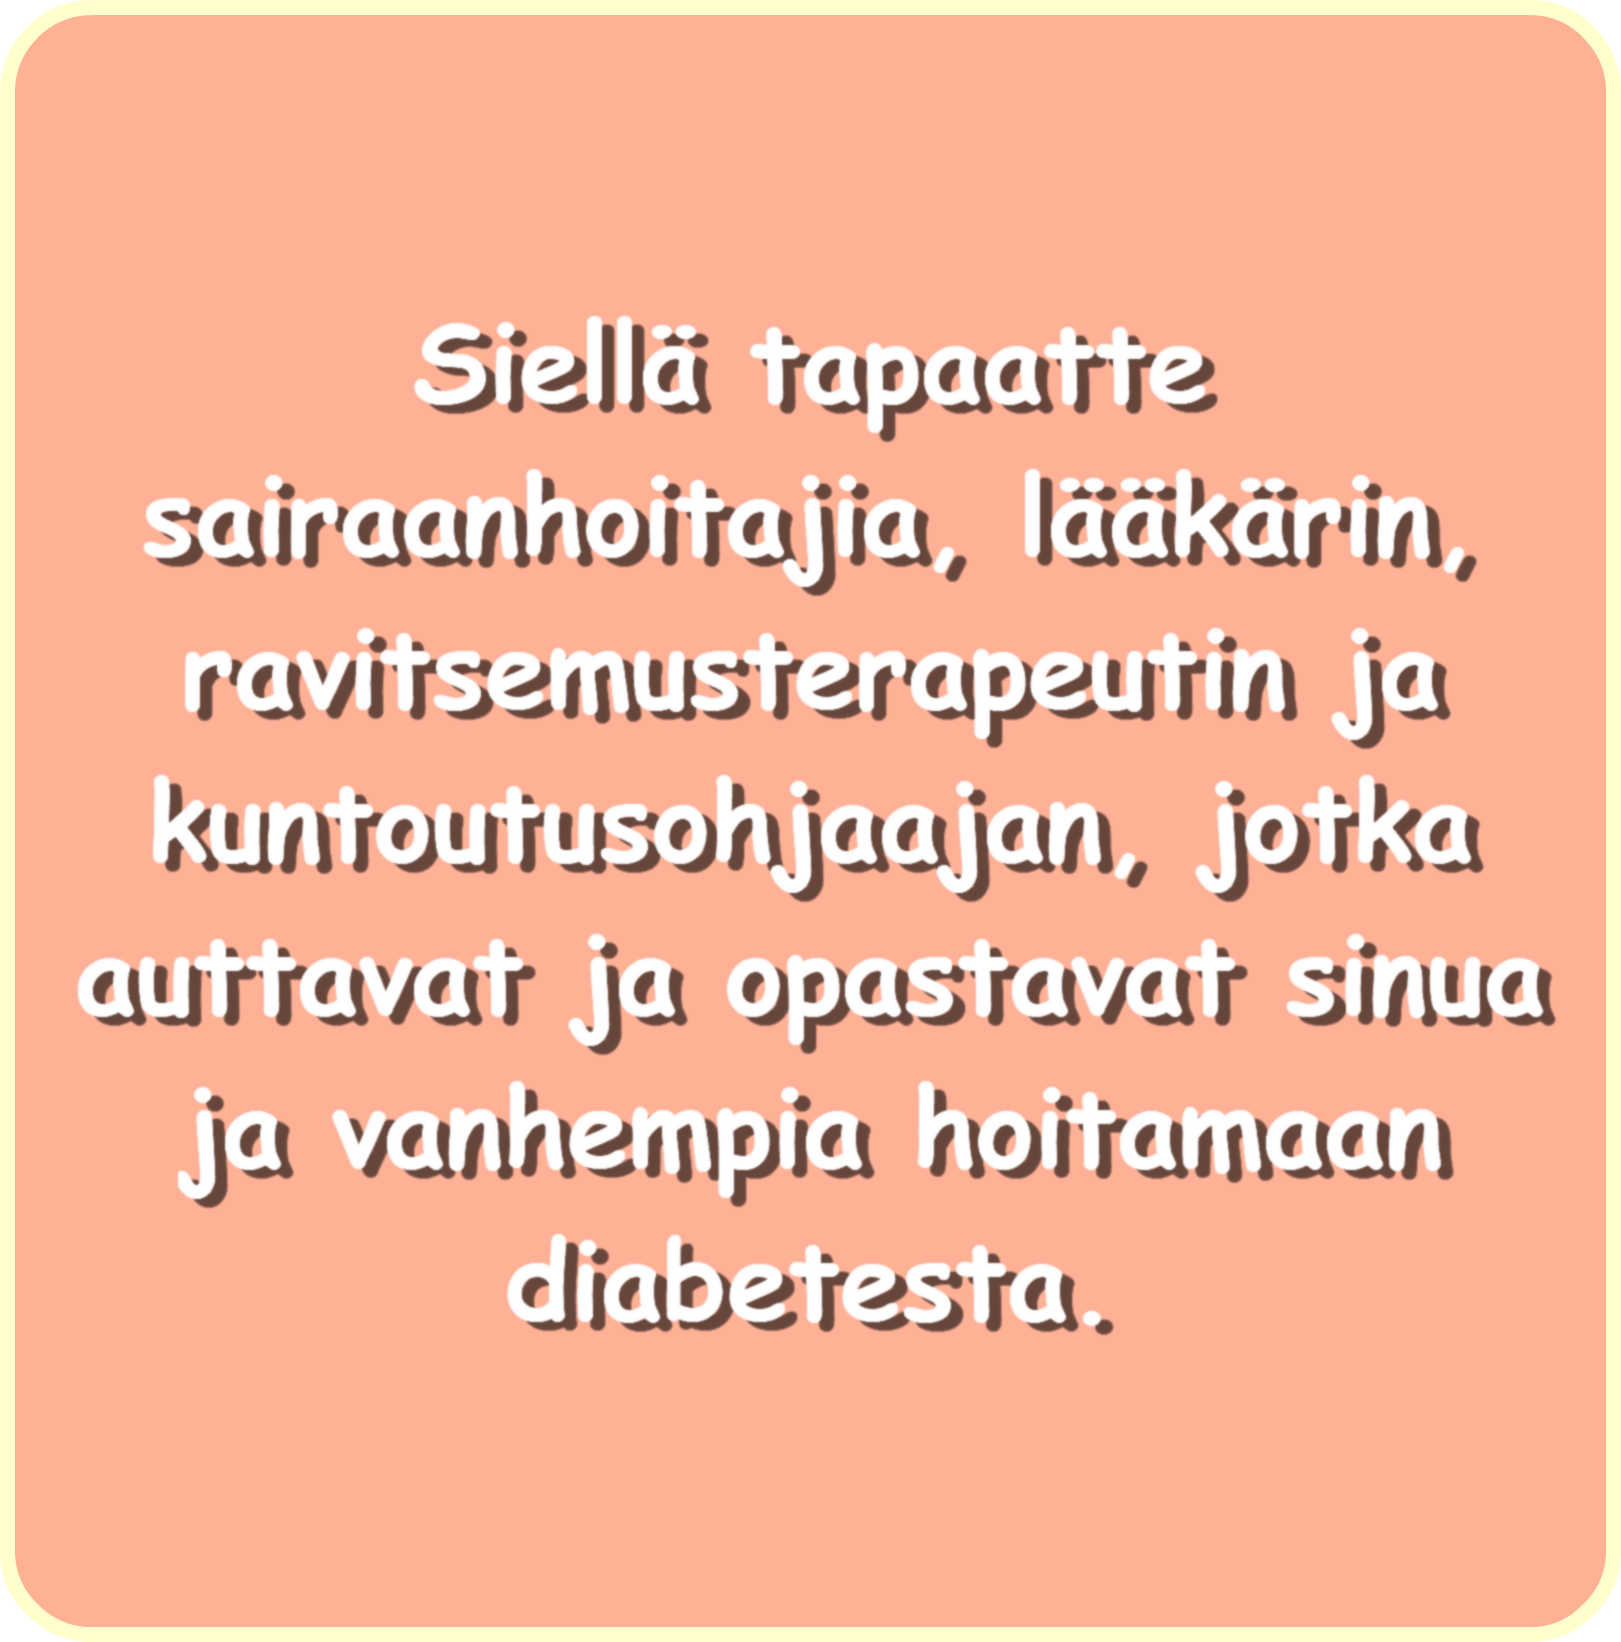 Siellä tapaatte
sairaanhoitajia, lääkärin,
ravitsemusterapeutin ja
kuntoutusohjaajan, jotka
auttavat ja opastavat sinua
ja vanhempia hoitamaan
diabetesta.